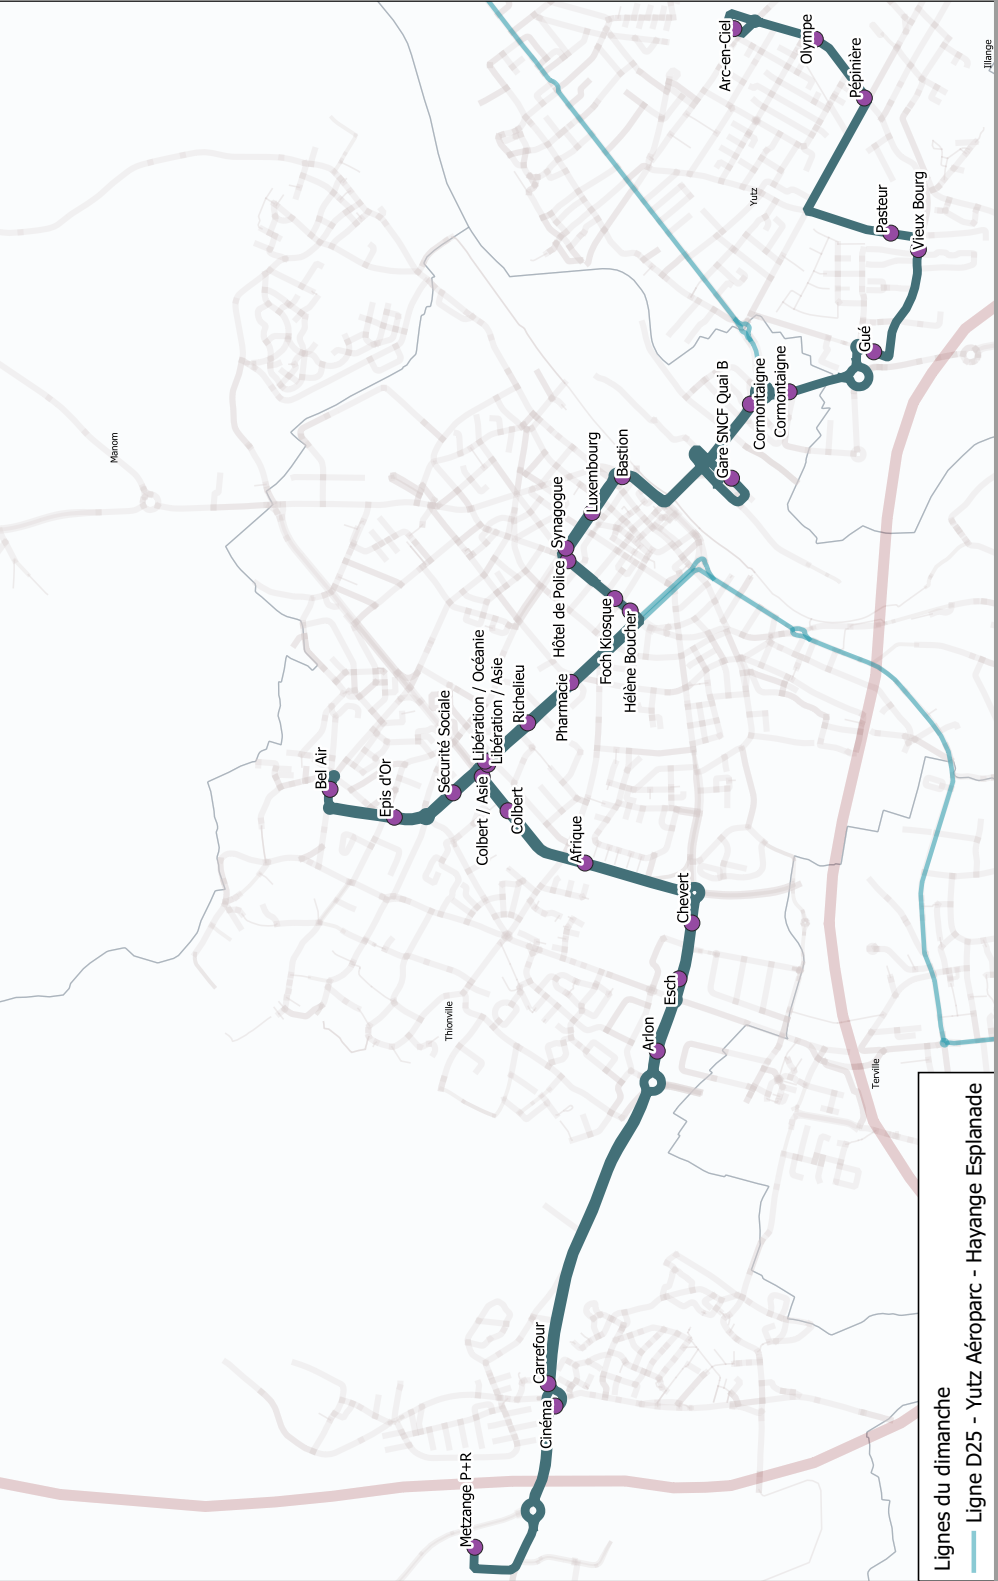 Metzange P+R
Cinéma
Carrefour
Arlon
Esch
Chevert
Afrique
Colbert
Colbert / Asie
Bel Air
Epis d'Or
Sécurité Sociale
Libération / Océanie
Libération / Asie
Richelieu
Pharmacie
Hélène Boucher
Foch Kiosque
Hôtel de Police
Synagogue
Luxembourg
Bastion
Gare SNCF Quai B
Cormontaigne
Cormontaigne
Gué
Vieux Bourg
Pasteur
Pépinière
Olympe
Arc-en-Ciel
Manom
Thionville
Terville
Yutz
Illange
Lignes du dimanche
Ligne D25 - Yutz Aéroparc - Hayange Esplanade